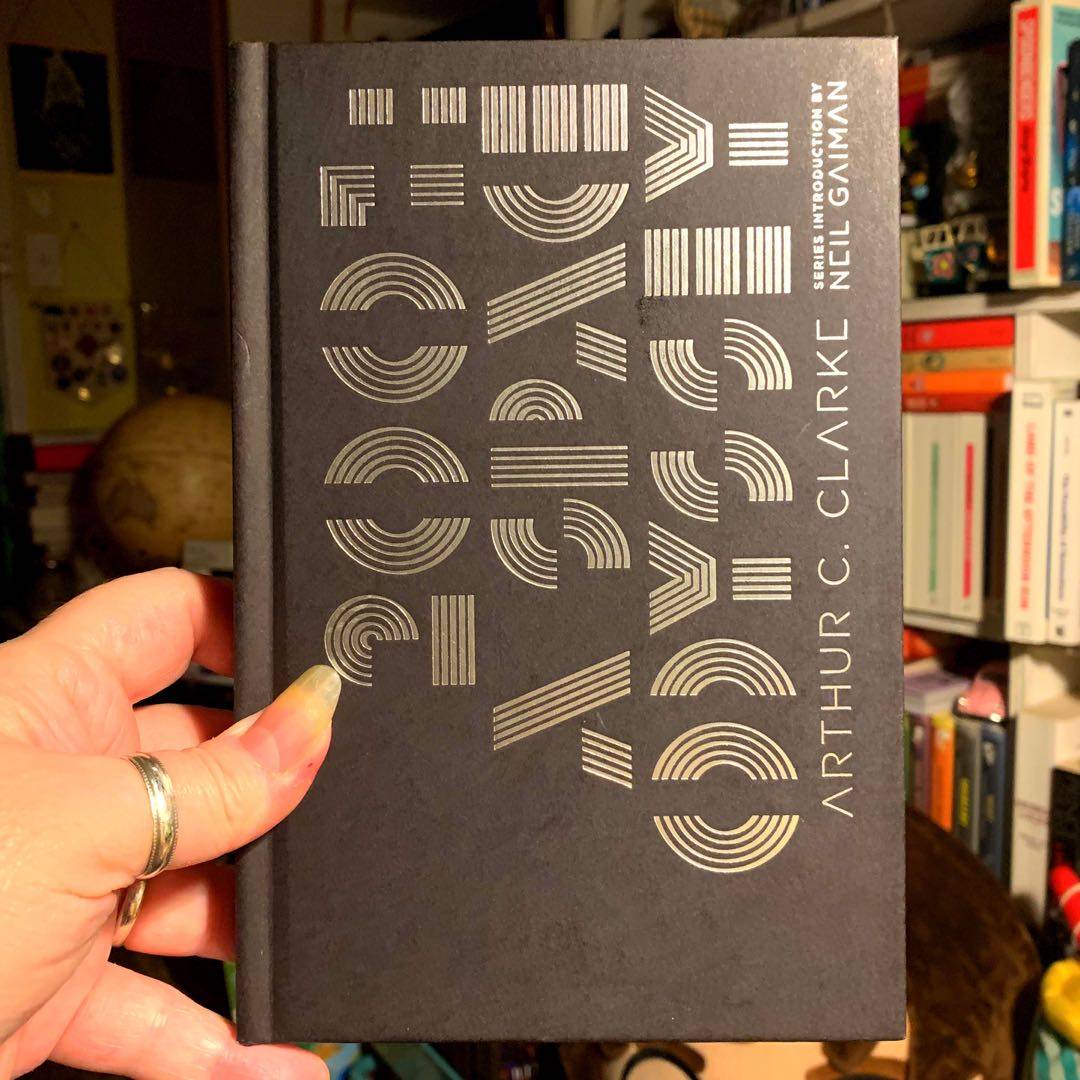 2001:
A SPACE
ODYSSEY
ARTHUR C. CLARKE
SERIES INTRODUCTION BY
NEIL GAIMAN